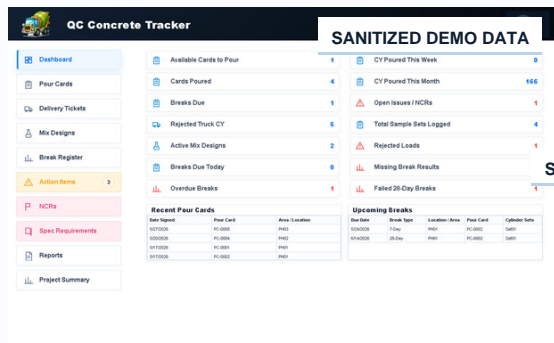 QC Concrete Tracker
SANITIZED DEMO DATA
Dashboard
Pour Cards
Delivery Tickets
Mix Designs
Break Register
Action Items
NCRs
Spec Requirements
Reports
Project Summary
Available Cards to Pour 1
CY Poured This Week 0
Cards Poured 4
CY Poured This Month 166
Breaks Due 1
Open Issues / NCRs 1
Rejected Truck CY 5
Total Sample Sets Logged 4
Active Mix Designs 2
Rejected Loads 1
Breaks Due Today 0
Missing Break Results
S
Overdue Breaks 1
Failed 28-Day Breaks 1
Recent Pour Cards
Date Signed Pour Card Area / Location
PC-0005 PH03
PC-0004 PH02
PC-0001 PH01
PC-0002 PH01
Upcoming Breaks
Due Date Break Type Location / Area Pour Card Cylinder Sets
7-Day PH01 PC-0002 Set01
28-Day PH01 PC-0002 Set01